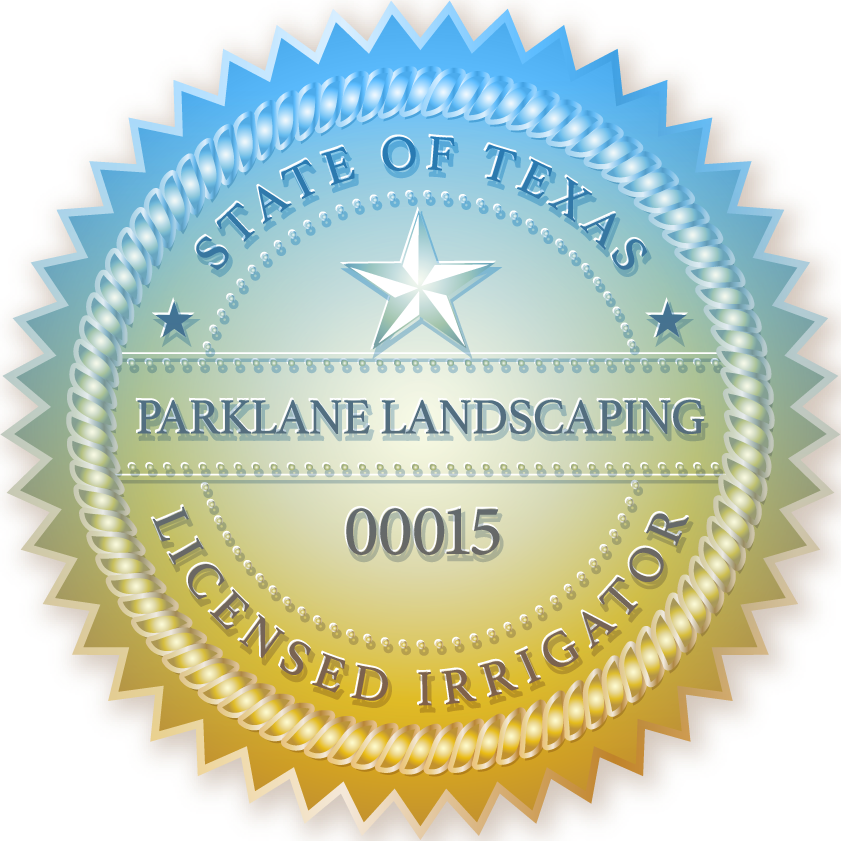 STATE OF TEXAS
PARKLANE LANDSCAPING
00015
LICENSED IRRIGATOR